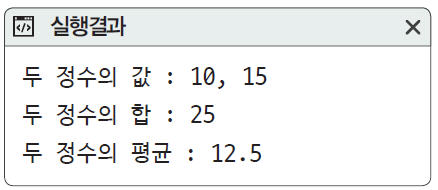 실행결과
두 정수의 값 : 10, 15
두 정수의 합 : 25
두 정수의 평균 : 12.5